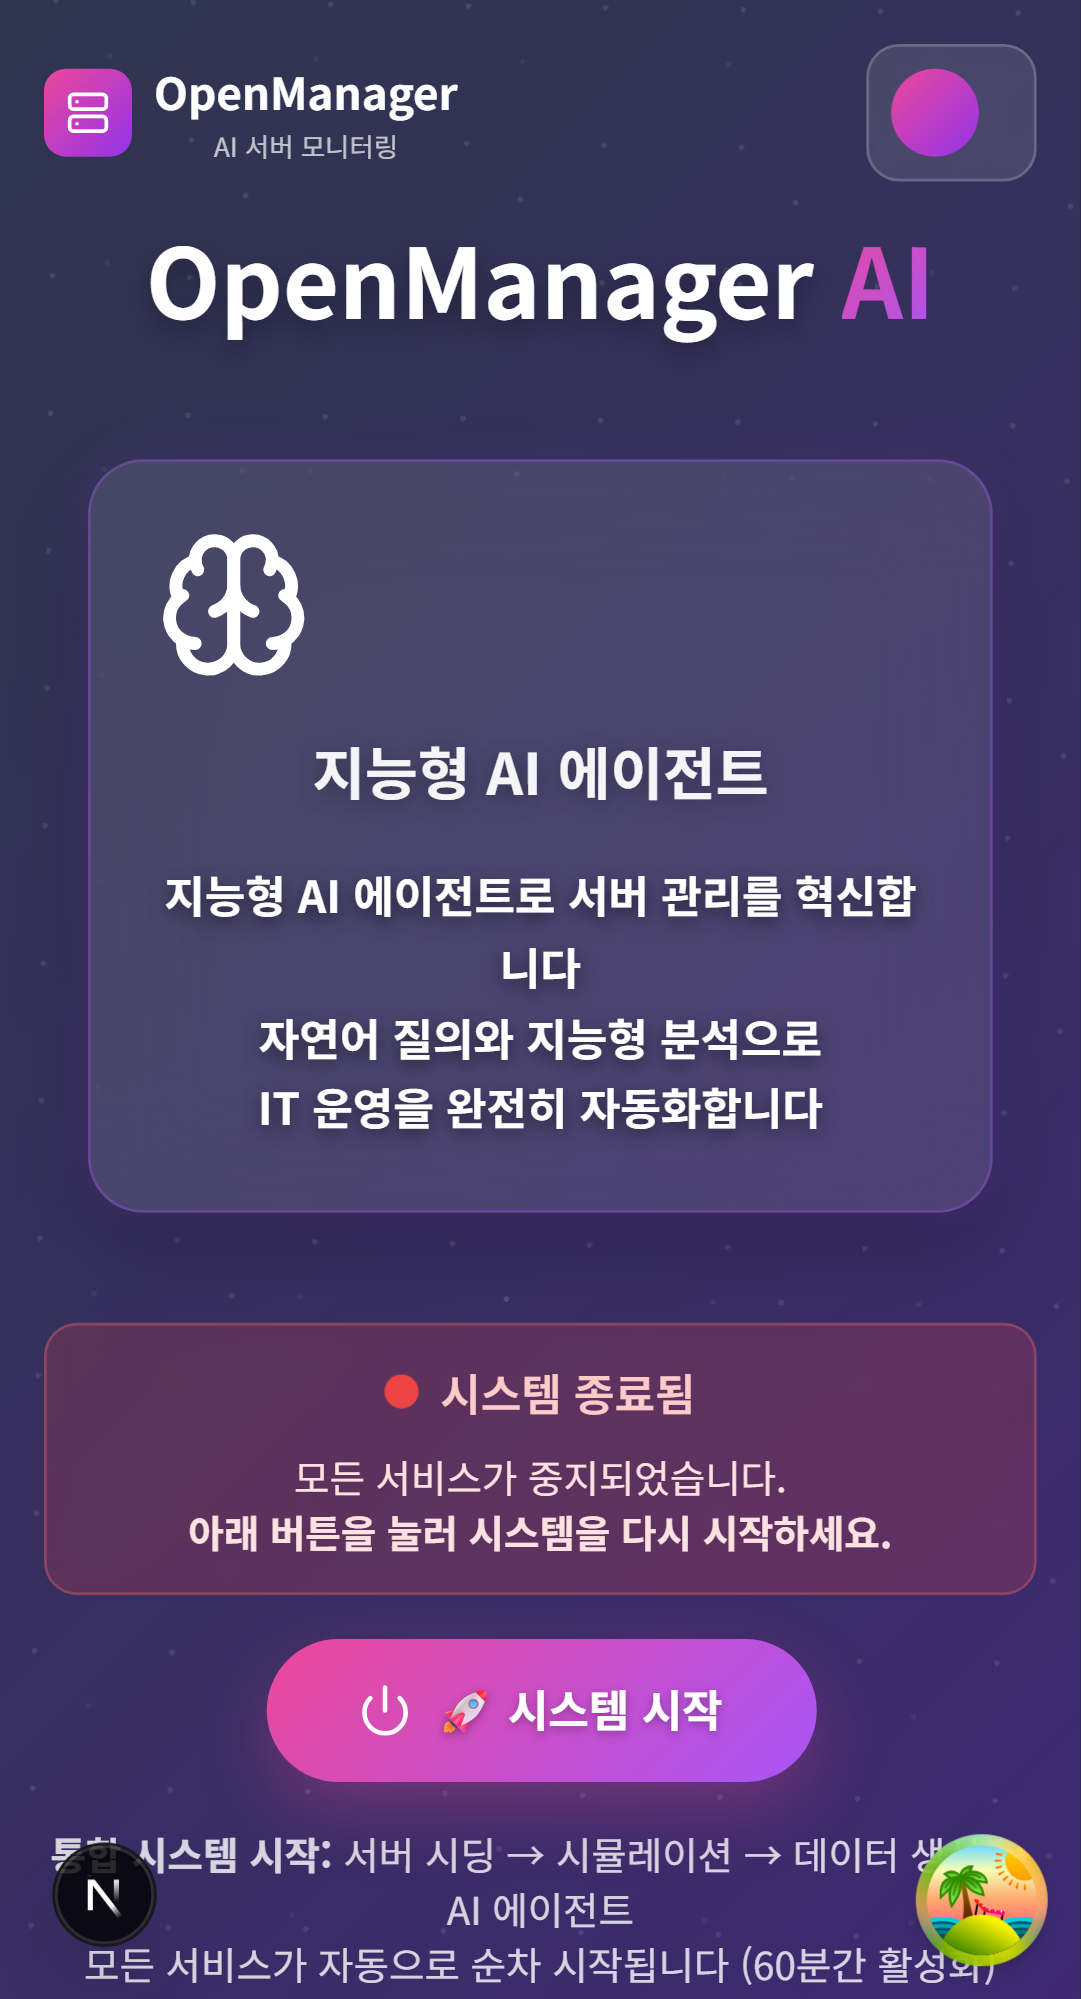 OpenManager
AI 서버 모니터링
OpenManager AI
지능형 AI 에이전트
지능형 AI 에이전트로 서버 관리를 혁신합
니다
자연어 질의와 지능형 분석으로
IT 운영을 완전히 자동화합니다
시스템 종료됨
모든 서비스가 중지되었습니다.
아래 버튼을 눌러 시스템을 다시 시작하세요.
🚀 시스템 시작
통합 시스템 시작: 서버 시딩 → 시뮬레이션 → 데이터
AI 에이전트
모든 서비스가 자동으로 순차 시작됩니다 (60분간 활성화)
N